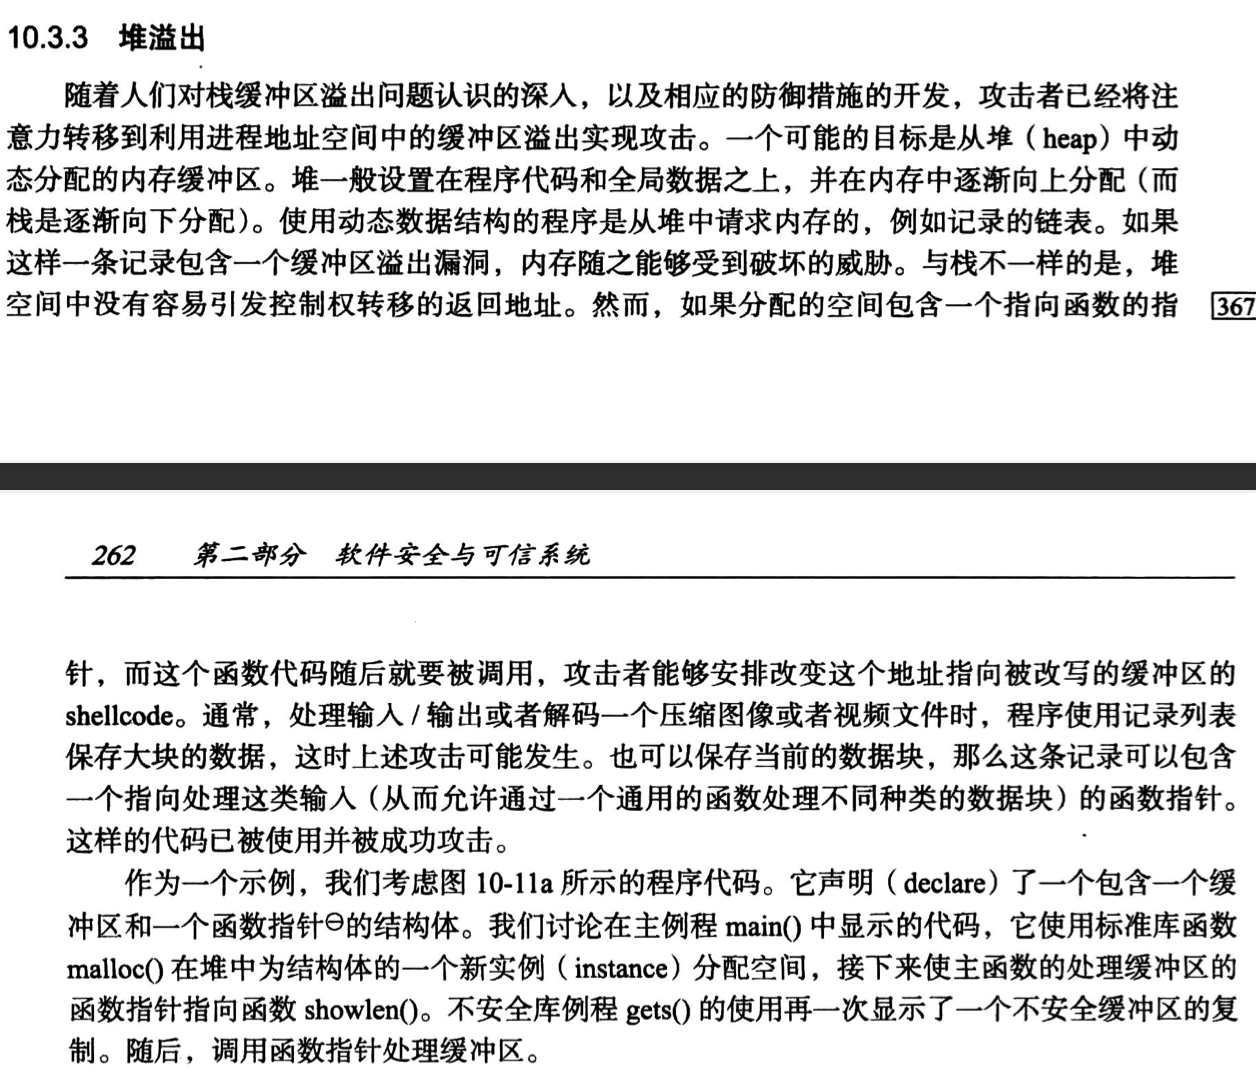 10.3.3 堆溢出
随着人们对栈缓冲区溢出问题认识的深入，以及相应的防御措施的开发，攻击者已经将注
意力转移到利用进程地址空间中的缓冲区溢出实现攻击。一个可能的目标是从堆（heap）中动
态分配的内存缓冲区。堆一般设置在程序代码和全局数据之上，并在内存中逐渐向上分配（而
栈是逐渐向下分配）。使用动态数据结构的程序是从堆中请求内存的，例如记录的链表。如果
这样一条记录包含一个缓冲区溢出漏洞，内存随之能够受到破坏的威胁。与栈不一样的是，堆
空间中没有容易引发控制权转移的返回地址。然而，如果分配的空间包含一个指向函数的指
367
262 第二部分 软件安全与可信系统
针，而这个函数代码随后就要被调用，攻击者能够安排改变这个地址指向被改写的缓冲区的
shellcode。通常，处理输入/输出或者解码一个压缩图像或者视频文件时，程序使用记录列表
保存大块的数据，这时上述攻击可能发生。也可以保存当前的数据块，那么这条记录可以包含
一个指向处理这类输入（从而允许通过一个通用的函数处理不同种类的数据块）的函数指针。
这样的代码已被使用并被成功攻击。
作为一个示例，我们考虑图 10-11a 所示的程序代码。它声明（declare）了一个包含一个缓
冲区和一个函数指针⊖的结构体。我们讨论在主例程 main() 中显示的代码，它使用标准库函数
malloc() 在堆中为结构体的一个新实例（instance）分配空间，接下来使主函数的处理缓冲区的
函数指针指向函数 showlen()。不安全库例程 gets() 的使用再一次显示了一个不安全缓冲区的复
制。随后，调用函数指针处理缓冲区。